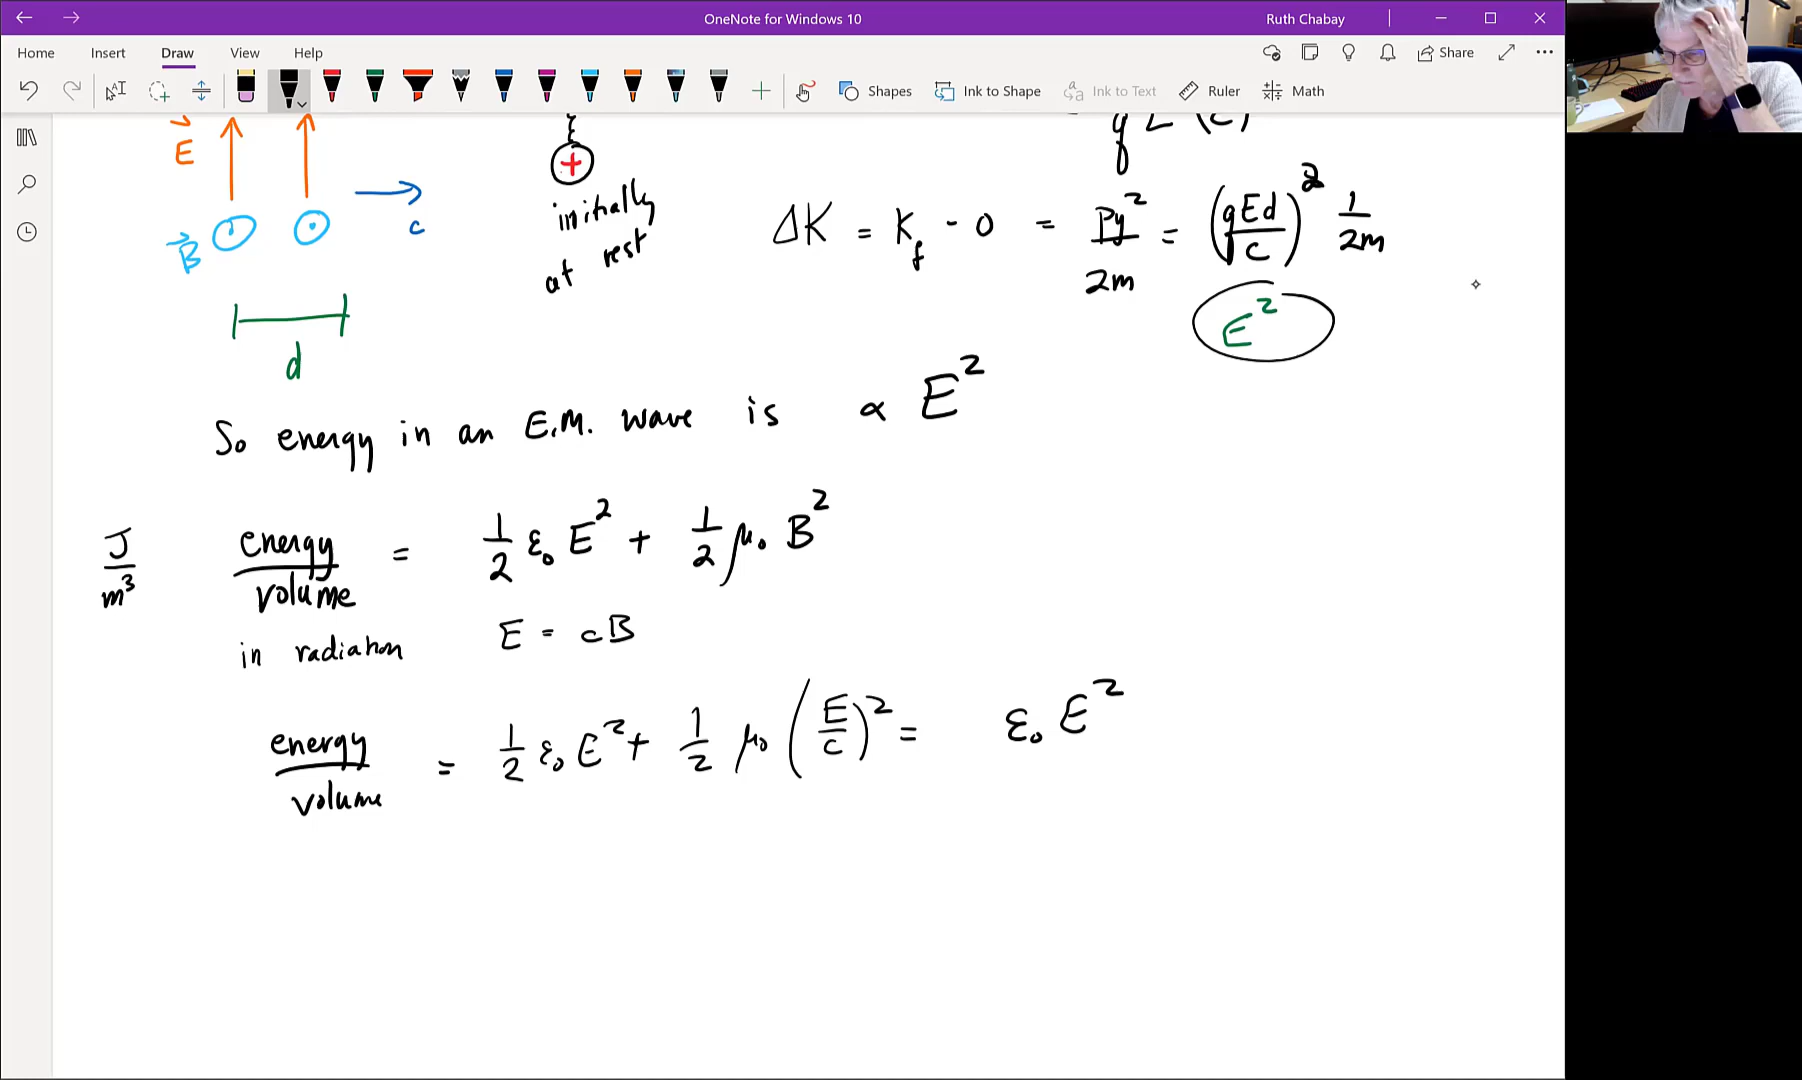 OneNote for Windows 10
Ruth Chabay
Home Insert Draw View Help
Share
Shapes Ink to Shape Ink to Text Ruler Math
E
B
c
d
+
initially
at rest
ΔK = Kf - 0 = Py² / 2m = (qEd / c)² 1 / 2m
E²
So energy in an E.M. wave is ∝ E²
J / m³ energy / volume = 1/2 ε₀ E² + 1/2 μ₀ B²
in radiation E = cB
energy / volume = 1/2 ε₀ E² + 1/2 μ₀ (E/c)² = ε₀ E²